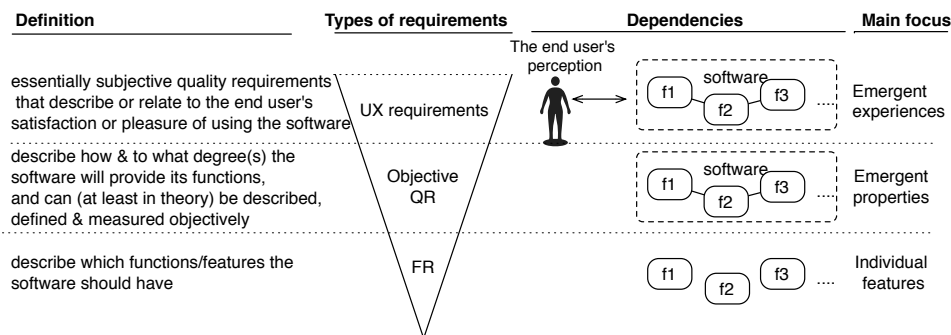 Definition
Types of requirements
Dependencies
Main focus
essentially subjective quality requirements
that describe or relate to the end user's
satisfaction or pleasure of using the software
UX requirements
The end user's
perception
software
f1
f2
f3
....
Emergent
experiences
describe how & to what degree(s) the
software will provide its functions,
and can (at least in theory) be described,
defined & measured objectively
Objective
QR
software
f1
f2
f3
....
Emergent
properties
describe which functions/features the
software should have
FR
f1
f2
f3
....
Individual
features